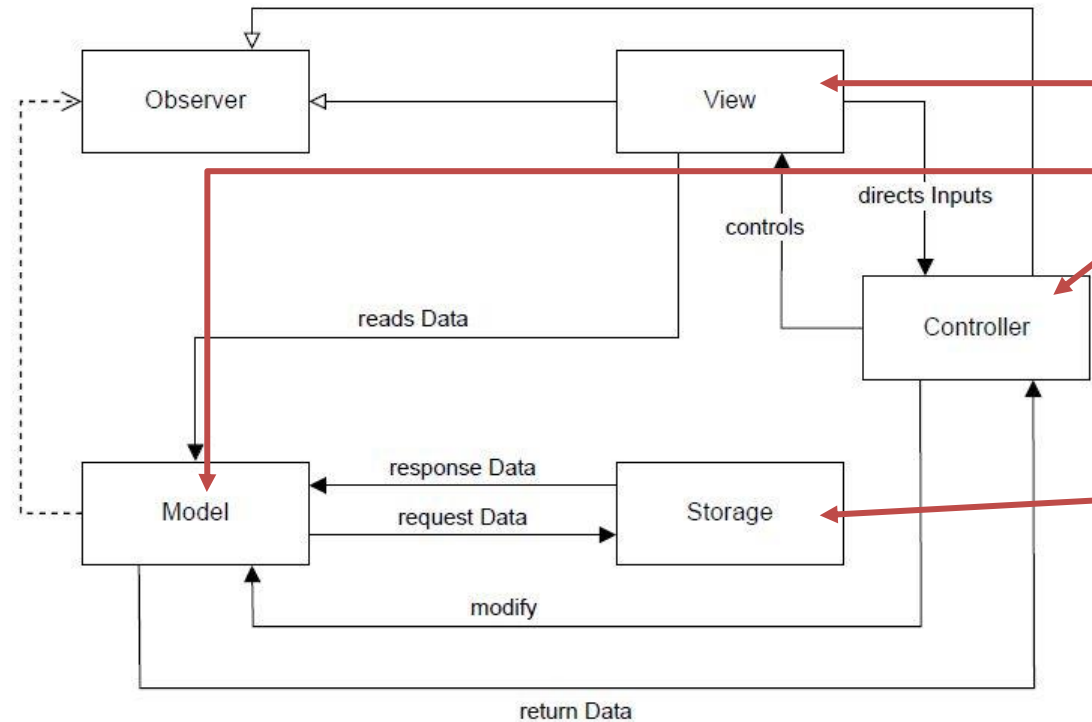 Observer
View
directs Inputs
controls
reads Data
Controller
response Data
Model
request Data
Storage
modify
return Data